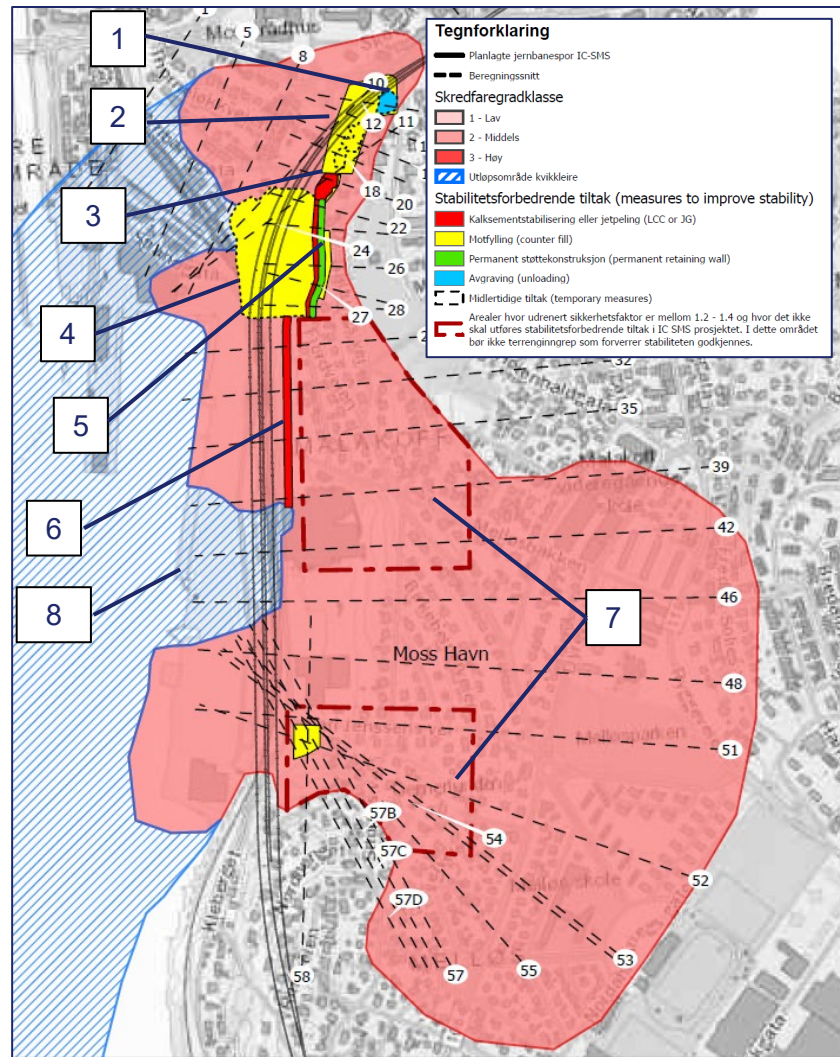 Tegnforklaring
Planlagte jernbanespor IC-SMS
Beregningssnitt
Skredfaregradklasse
1 - Lav
2 - Middels
3 - Høy
Utløpsområde kvikkleire
Stabilitetsforbedrende tiltak (measures to improve stability)
Kalksementstabilisering eller jetpeling (LCC or JG)
Motfylling (counter fill)
Permanent støttekonstruksjon (permanent retaining wall)
Avgraving (unloading)
Midlertidige tiltak (temporary measures)
Arealer hvor udrenert sikkerhetsfaktor er mellom 1.2 - 1.4 og hvor det ikke
skal utføres stabilitetsforbedrende tiltak i IC SMS prosjektet. I dette området
bør ikke terrenginngrep som forverrer stabiliteten godkjennes.
1
2
3
4
5
6
8
7
1
5
8
10
11
12
18
20
22
24
26
28
27
32
35
39
42
46
48
51
52
53
54
55
57
57B
57C
57D
58
MALAKOFF
Moss Havn
Melløsparken
Kleberget